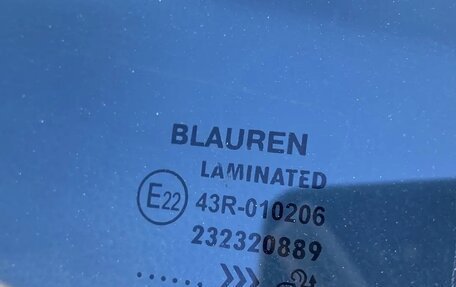 BLAUREN
LAMINATED
E22 43R-010206
232320889